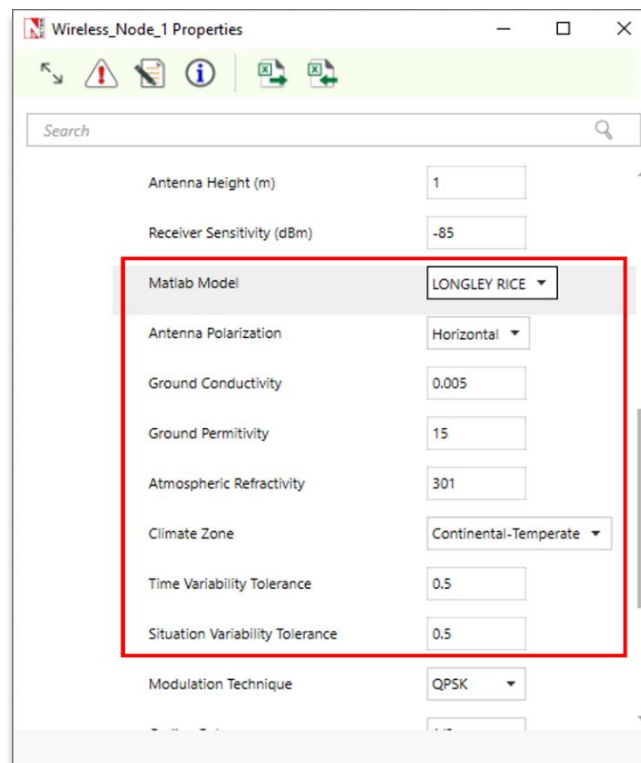 Wireless_Node_1 Properties
Search
Antenna Height (m) 1
Receiver Sensitivity (dBm) -85
Matlab Model LONGLEY RICE
Antenna Polarization Horizontal
Ground Conductivity 0.005
Ground Permitivity 15
Atmospheric Refractivity 301
Climate Zone Continental-Temperate
Time Variability Tolerance 0.5
Situation Variability Tolerance 0.5
Modulation Technique QPSK